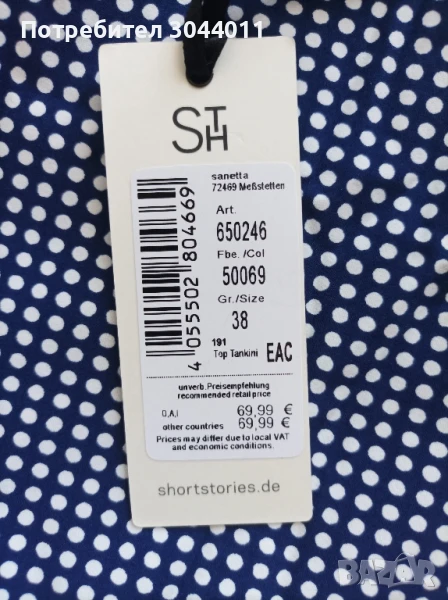 Потребител 3044011
STH
sanetta
72469 Meßstetten
Art.
650246
Fbe. /Col
50069
Gr./Size
38
191
Top Tankini EAC
4 055502 804669
unverb. Preisempfehlung
recommended retail price
D,A,I 69,99 €
other countries 69,99 €
Prices may differ due to local VAT
and economic conditions.
shortstories.de
BAZAR